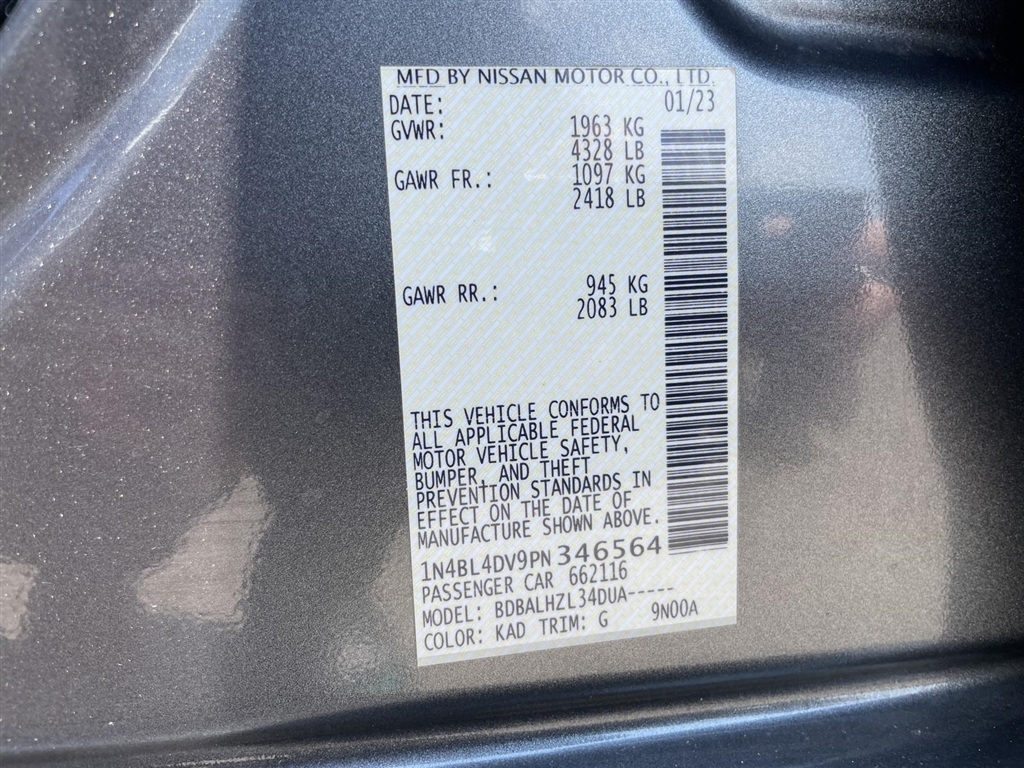 MFD BY NISSAN MOTOR CO., LTD.
DATE: 01/23
GVWR: 1963 KG
4328 LB
GAWR FR.: 1097 KG
2418 LB
GAWR RR.: 945 KG
2083 LB
THIS VEHICLE CONFORMS TO
ALL APPLICABLE FEDERAL
MOTOR VEHICLE SAFETY,
BUMPER, AND THEFT
PREVENTION STANDARDS IN
EFFECT ON THE DATE OF
MANUFACTURE SHOWN ABOVE.
1N4BL4DV9PN 346564
PASSENGER CAR 662116
MODEL: BDBALHZL34DUA-----
COLOR: KAD TRIM: G 9N00A